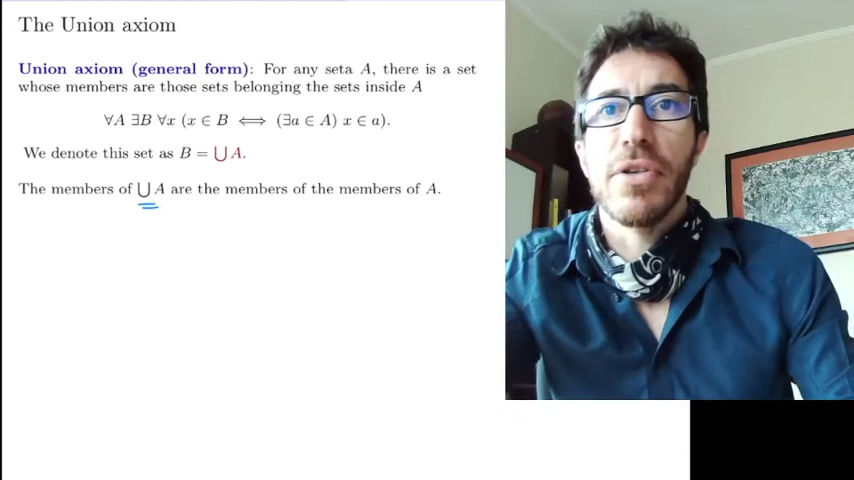 The Union axiom
Union axiom (general form): For any seta A, there is a set
whose members are those sets belonging the sets inside A
∀A ∃B ∀x (x ∈ B ⟺ (∃a ∈ A) x ∈ a).
We denote this set as B = ⋃ A.
The members of ⋃ A are the members of the members of A.